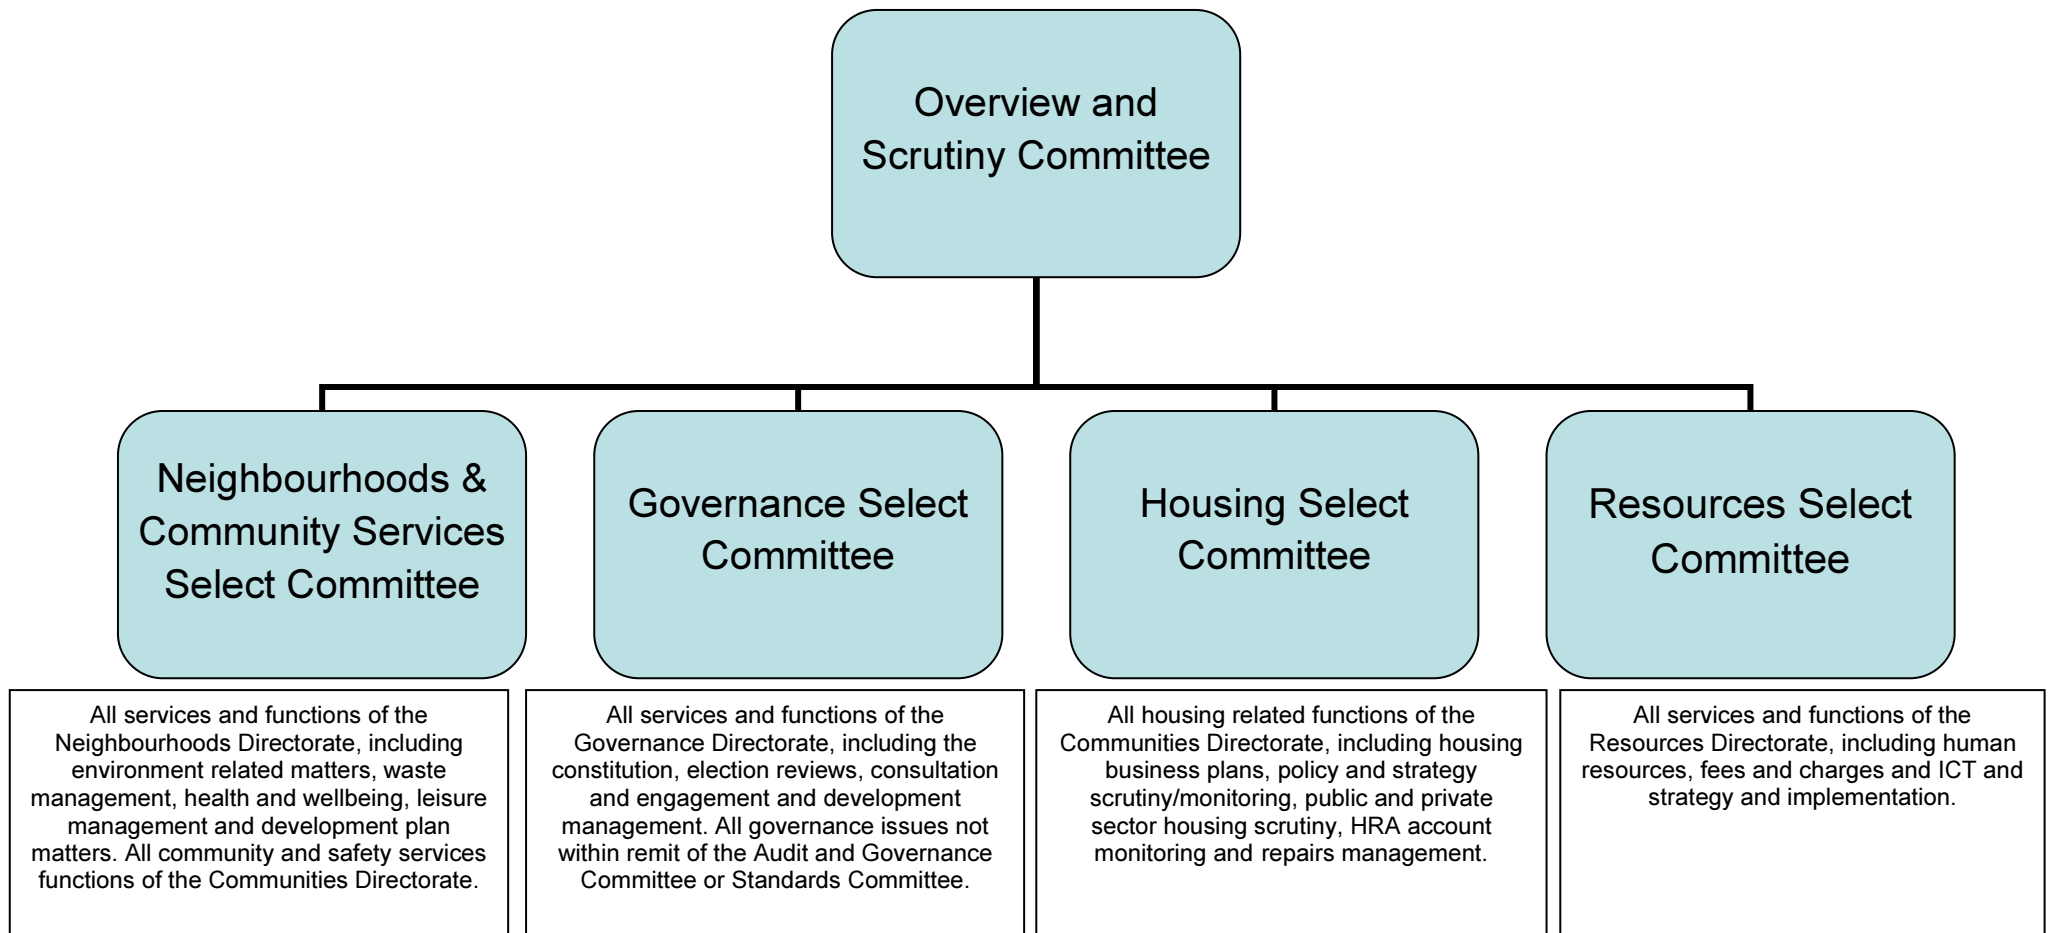 Overview and
Scrutiny Committee
Neighbourhoods &
Community Services
Select Committee
Governance Select
Committee
Housing Select
Committee
Resources Select
Committee
All services and functions of the
Neighbourhoods Directorate, including
environment related matters, waste
management, health and wellbeing, leisure
management and development plan
matters. All community and safety services
functions of the Communities Directorate.
All services and functions of the
Governance Directorate, including the
constitution, election reviews, consultation
and engagement and development
management. All governance issues not
within remit of the Audit and Governance
Committee or Standards Committee.
All housing related functions of the
Communities Directorate, including housing
business plans, policy and strategy
scrutiny/monitoring, public and private
sector housing scrutiny, HRA account
monitoring and repairs management.
All services and functions of the
Resources Directorate, including human
resources, fees and charges and ICT and
strategy and implementation.